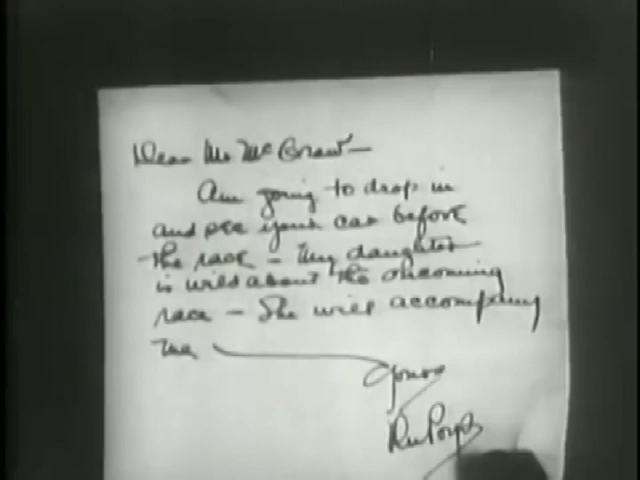 Dear Mr McGraw—
Am going to drop in
and see your car before
the race – My daughter
is wild about the oncoming
race – She will accompany
me
Yours